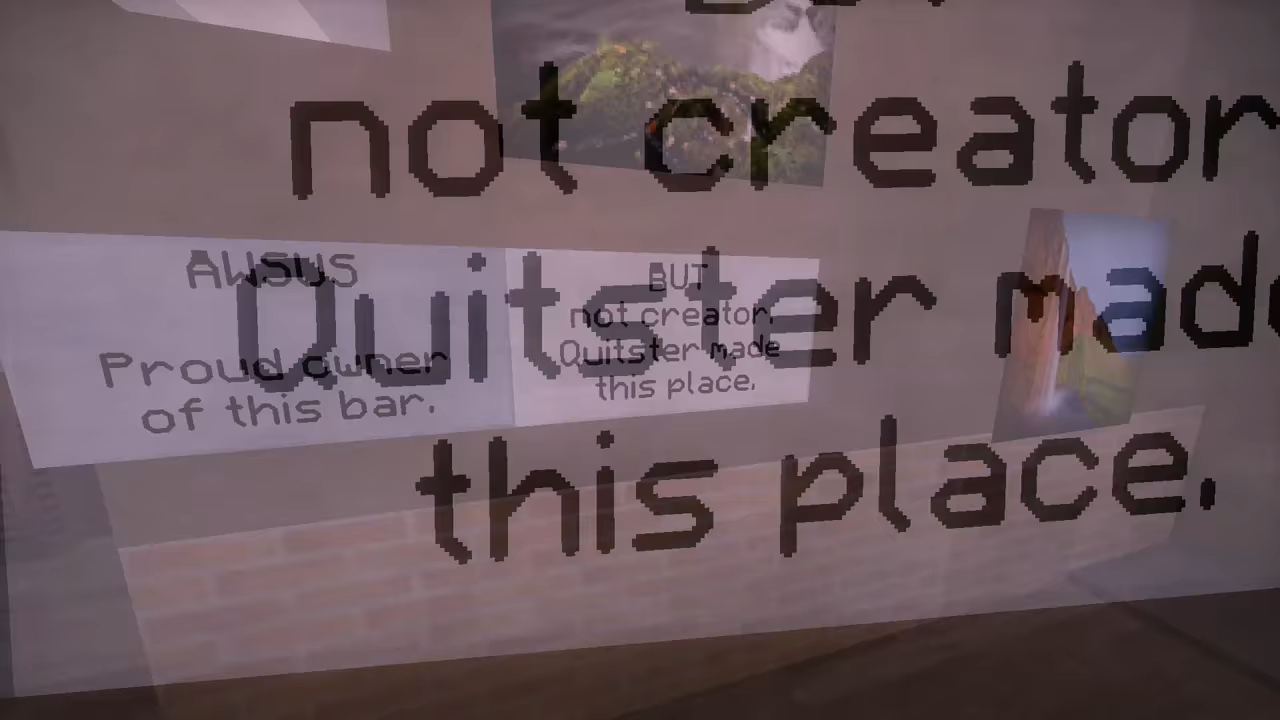 not creator
Quitster made
this place.
AWSUS
Proud owner
of this bar.
BUT
not creator.
Quitster made
this place.